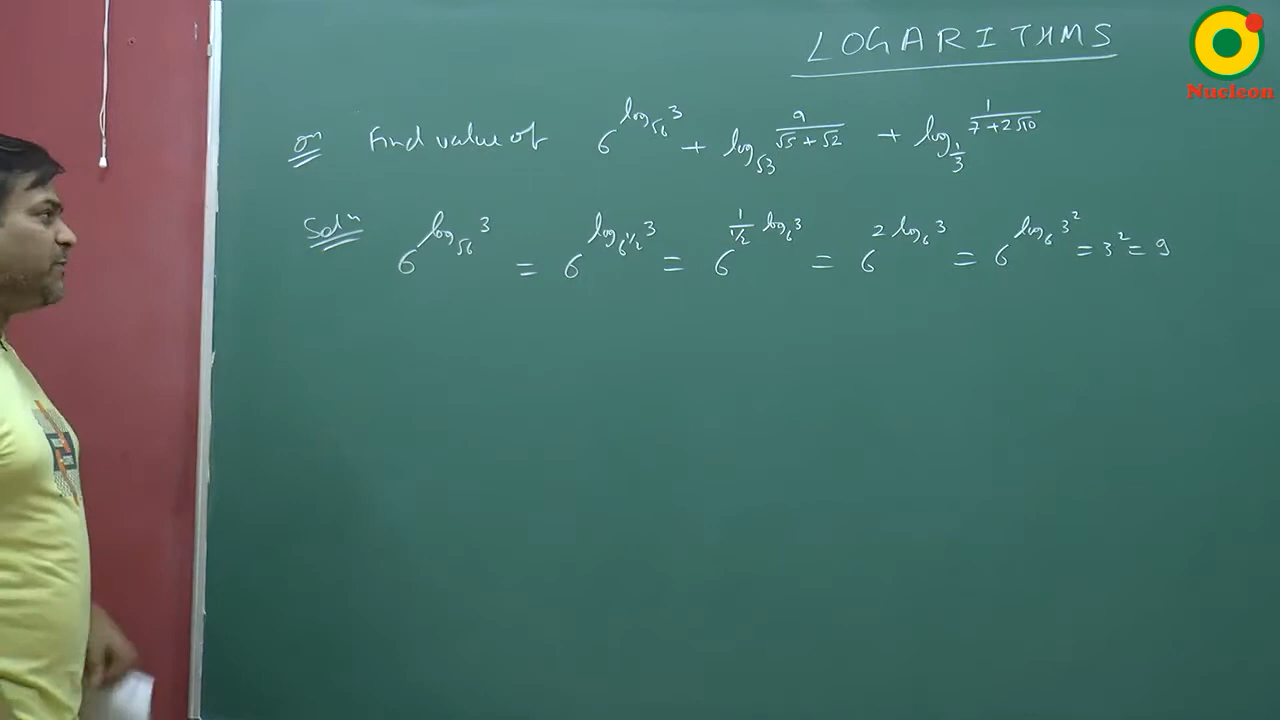 LOGARITHMS
Nucleon
Qn Find value of 6^{log_{√6} 3} + log_{√3} 9/(√5+√2) + log_{1/3} 1/(7+2√10)
Solⁿ 6^{log_{√6} 3} = 6^{log_{6^{1/2}} 3} = 6^{1/(1/2) log_6 3} = 6^{2 log_6 3} = 6^{log_6 3^2} = 3^2 = 9